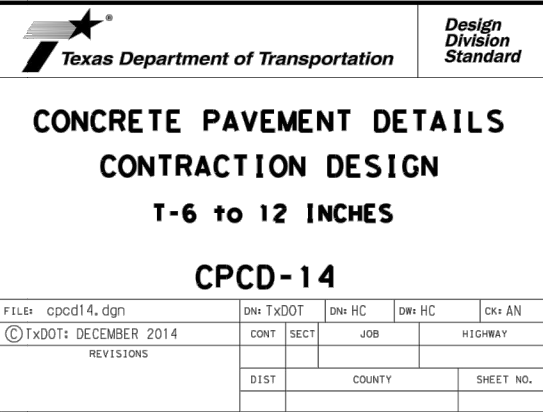 Texas Department of Transportation
®
Design
Division
Standard
CONCRETE PAVEMENT DETAILS
CONTRACTION DESIGN
T-6 to 12 INCHES
CPCD-14
FILE: cpcd14.dgn DN: TxDOT DN: HC DW: HC CK: AN
©TxDOT: DECEMBER 2014 CONT SECT JOB HIGHWAY
REVISIONS
DIST COUNTY SHEET NO.